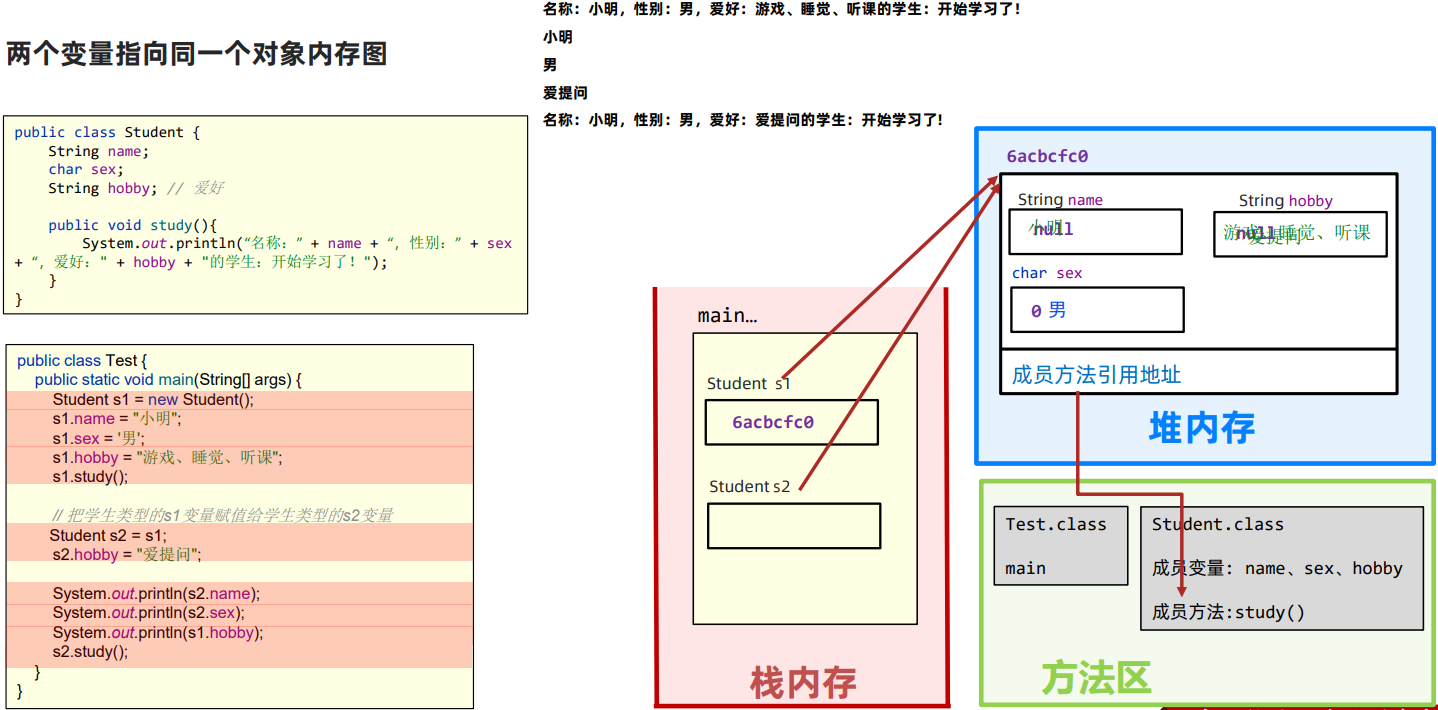 两个变量指向同一个对象内存图
名称：小明，性别：男，爱好：游戏、睡觉、听课的学生：开始学习了！
小明
男
爱提问
名称：小明，性别：男，爱好：爱提问的学生：开始学习了！
public class Student {
String name;
char sex;
String hobby; // 爱好
public void study(){
System.out.println(“名称：” + name + “, 性别：” + sex
+ “, 爱好：" + hobby + "的学生：开始学习了！");
}
}
public class Test {
public static void main(String[] args) {
Student s1 = new Student();
s1.name = "小明";
s1.sex = '男';
s1.hobby = "游戏、睡觉、听课";
s1.study();
// 把学生类型的s1变量赋值给学生类型的s2变量
Student s2 = s1;
s2.hobby = "爱提问";
System.out.println(s2.name);
System.out.println(s2.sex);
System.out.println(s1.hobby);
s2.study();
}
}
main…
Student s1
6acbcfc0
Student s2
栈内存
6acbcfc0
String name
小明
null
String hobby
游戏、睡觉、听课
null
爱提问
char sex
0 男
成员方法引用地址
堆内存
Test.class
main
Student.class
成员变量: name、sex、hobby
成员方法:study()
方法区